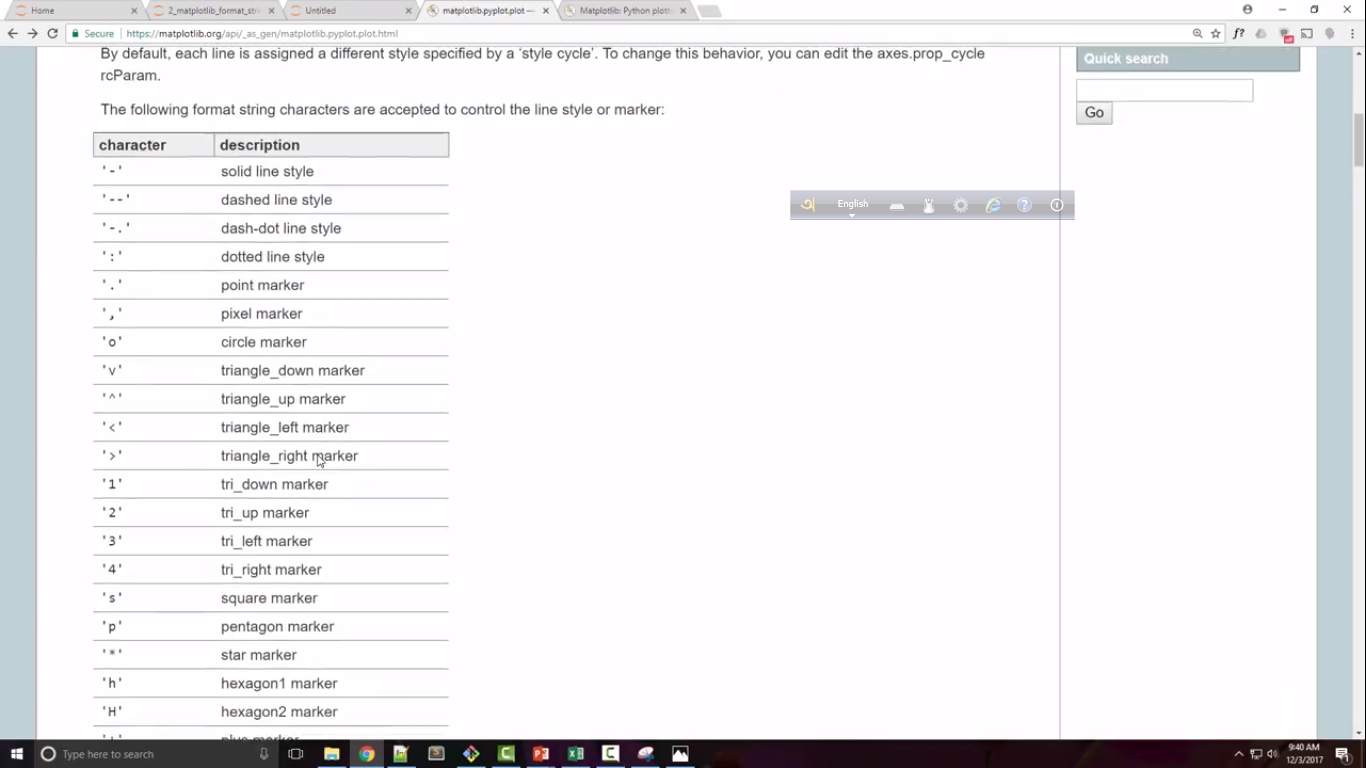 Home
2_matplotlib_format_stri
Untitled
matplotlib.pyplot.plot —
Matplotlib: Python plott
Secure
https://matplotlib.org/api/_as_gen/matplotlib.pyplot.plot.html
f?
By default, each line is assigned a different style specified by a ‘style cycle’. To change this behavior, you can edit the axes.prop_cycle
rcParam.
Quick search
Go
The following format string characters are accepted to control the line style or marker:
character description
'-' solid line style
'--' dashed line style
'-.' dash-dot line style
':' dotted line style
'.' point marker
',' pixel marker
'o' circle marker
'v' triangle_down marker
'^' triangle_up marker
'<' triangle_left marker
'>' triangle_right marker
'1' tri_down marker
'2' tri_up marker
'3' tri_left marker
'4' tri_right marker
's' square marker
'p' pentagon marker
'*' star marker
'h' hexagon1 marker
'H' hexagon2 marker
English
Type here to search
9:40 AM
12/3/2017